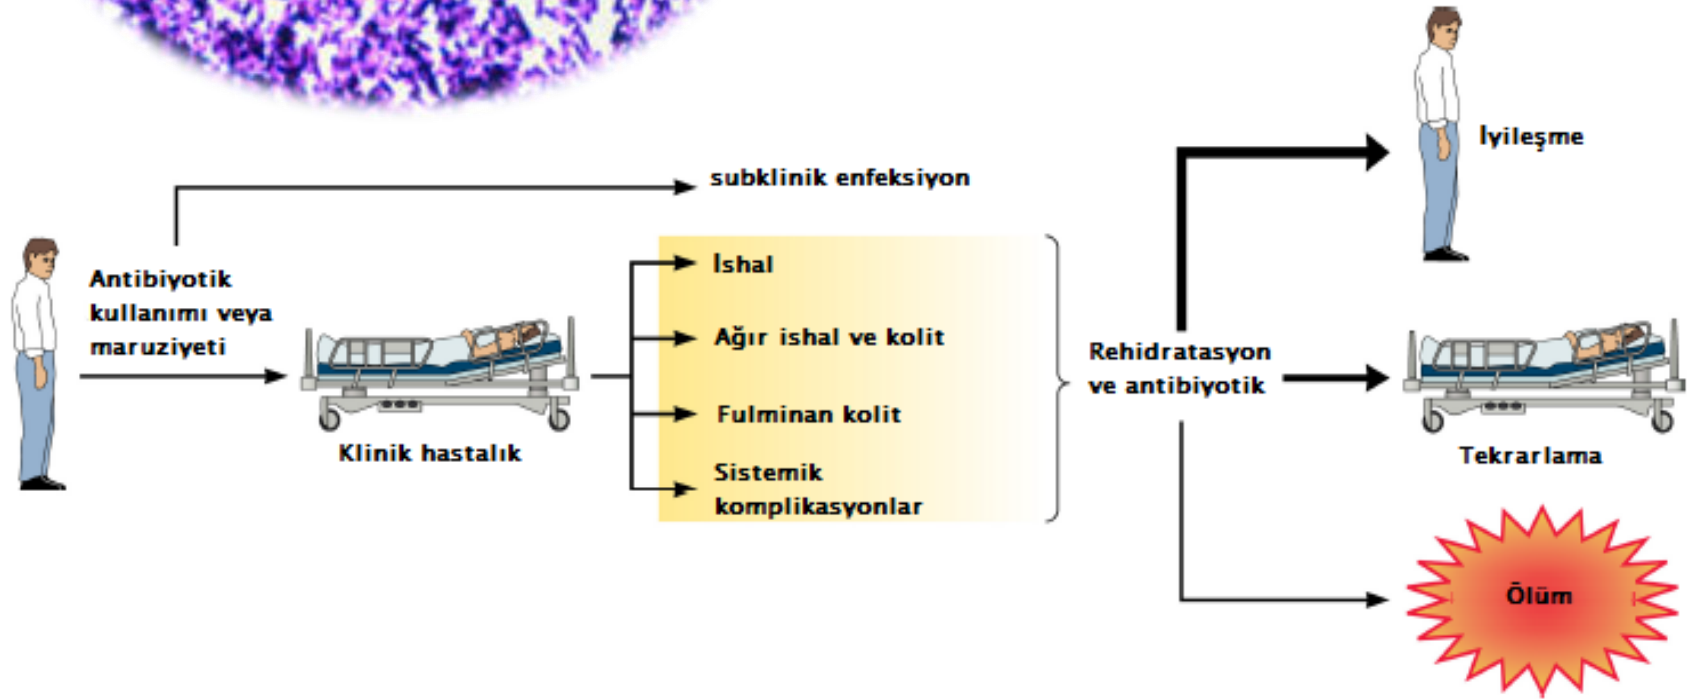 subklinik enfeksiyon
Antibiyotik
kullanımı veya
maruziyeti
Klinik hastalık
İshal
Ağır ishal ve kolit
Fulminan kolit
Sistemik
komplikasyonlar
Rehidratasyon
ve antibiyotik
İyileşme
Tekrarlama
Ölüm